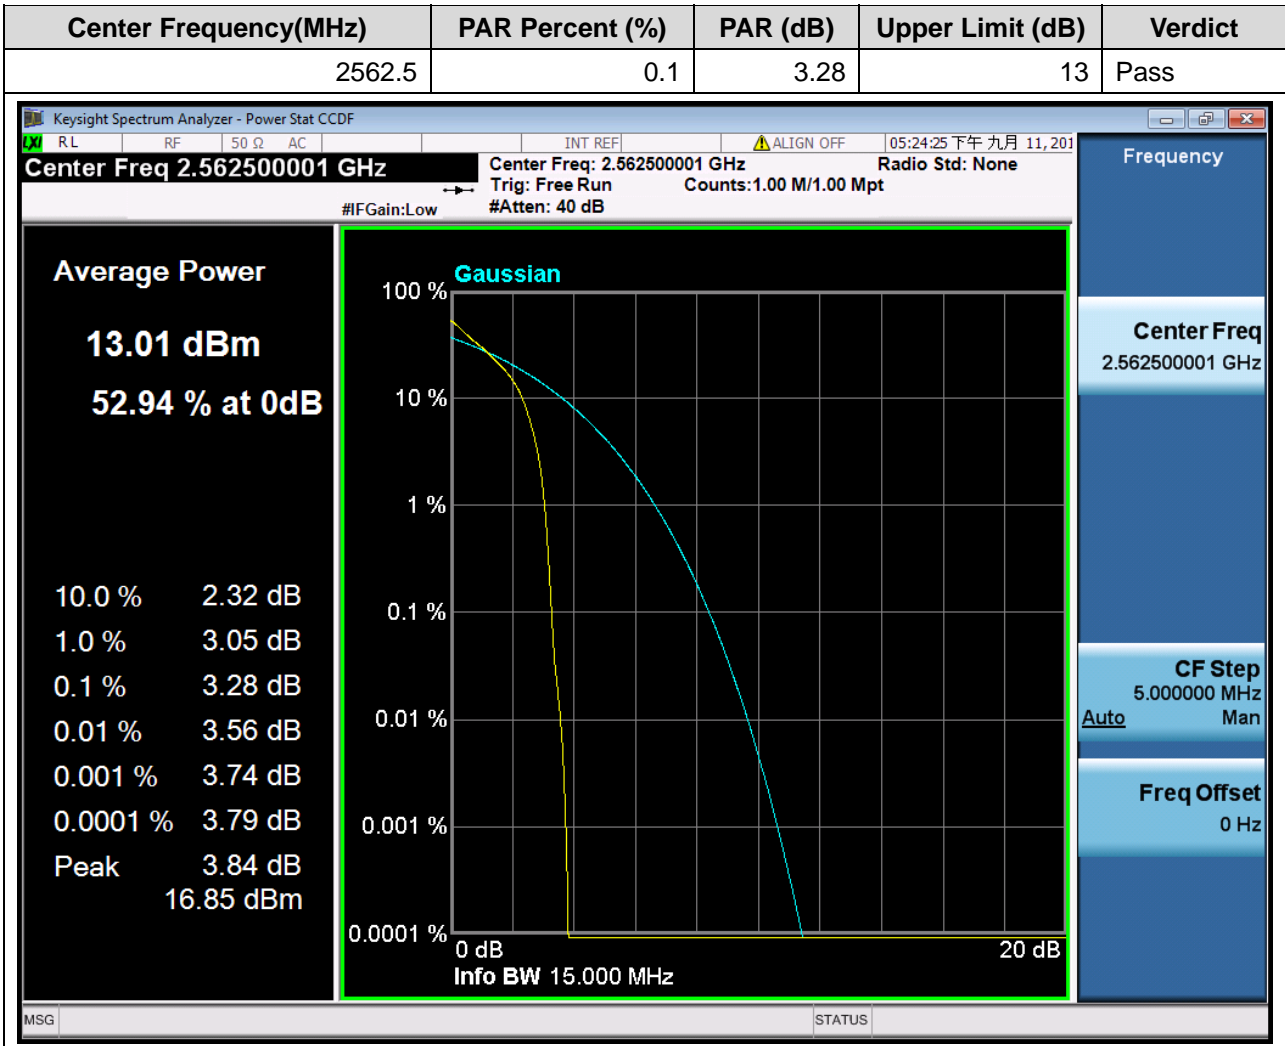 Center Frequency(MHz) PAR Percent (%) PAR (dB) Upper Limit (dB) Verdict
2562.5 0.1 3.28 13 Pass
Keysight Spectrum Analyzer - Power Stat CCDF
LXI RL RF 50 Ω AC INT REF ALIGN OFF 05:24:25 下午 九月 11, 201
Center Freq 2.562500001 GHz
Center Freq: 2.562500001 GHz Radio Std: None
Trig: Free Run Counts:1.00 M/1.00 Mpt
#IFGain:Low #Atten: 40 dB
Frequency
Average Power
13.01 dBm
52.94 % at 0dB
10.0 % 2.32 dB
1.0 % 3.05 dB
0.1 % 3.28 dB
0.01 % 3.56 dB
0.001 % 3.74 dB
0.0001 % 3.79 dB
Peak 3.84 dB
16.85 dBm
Gaussian
100 %
10 %
1 %
0.1 %
0.01 %
0.001 %
0.0001 %
0 dB 20 dB
Info BW 15.000 MHz
Center Freq
2.562500001 GHz
CF Step
5.000000 MHz
Auto Man
Freq Offset
0 Hz
MSG STATUS